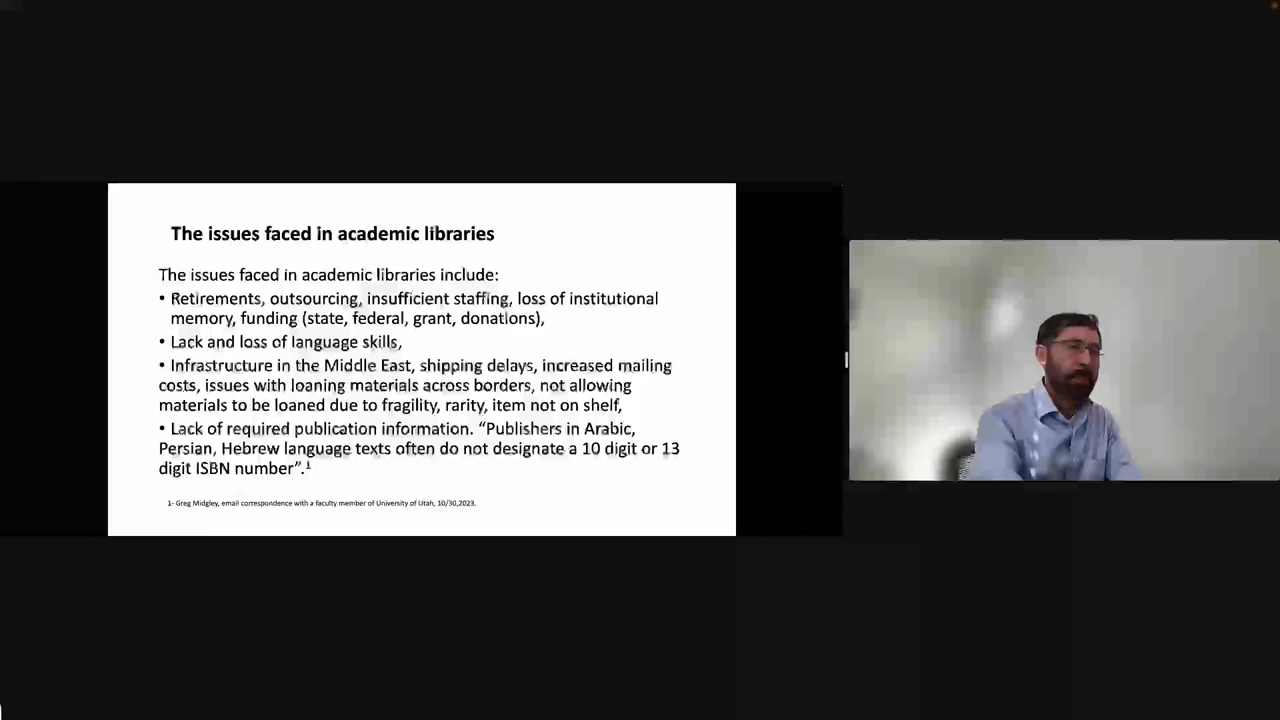 The issues faced in academic libraries
The issues faced in academic libraries include:
• Retirements, outsourcing, insufficient staffing, loss of institutional
memory, funding (state, federal, grant, donations),
• Lack and loss of language skills,
• Infrastructure in the Middle East, shipping delays, increased mailing
costs, issues with loaning materials across borders, not allowing
materials to be loaned due to fragility, rarity, item not on shelf,
• Lack of required publication information. “Publishers in Arabic,
Persian, Hebrew language texts often do not designate a 10 digit or 13
digit ISBN number”.¹
1- Greg Midgley, email correspondence with a faculty member of University of Utah, 10/30,2023.